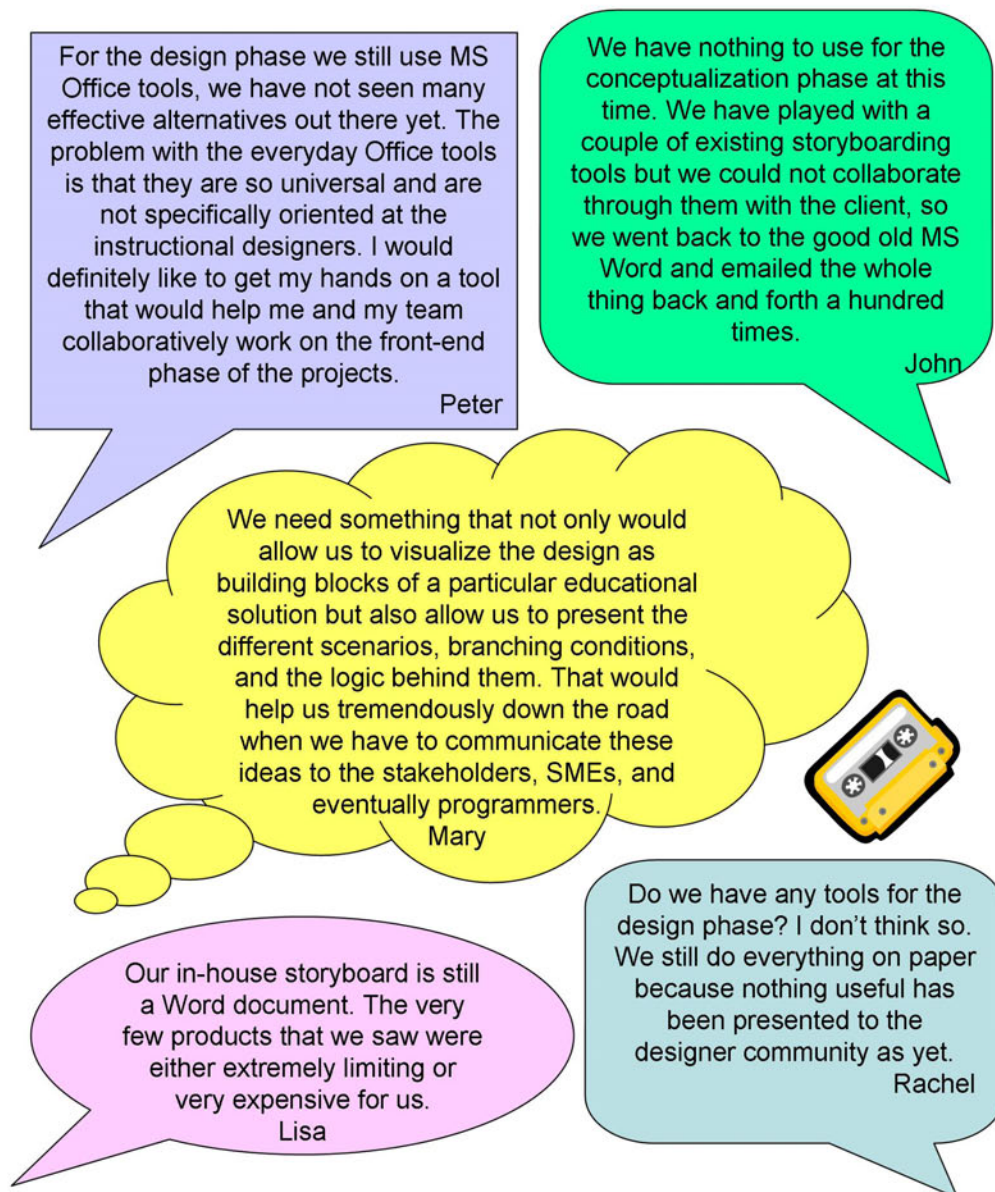 For the design phase we still use MS
Office tools, we have not seen many
effective alternatives out there yet. The
problem with the everyday Office tools
is that they are so universal and are
not specifically oriented at the
instructional designers. I would
definitely like to get my hands on a tool
that would help me and my team
collaboratively work on the front-end
phase of the projects.
Peter
We have nothing to use for the
conceptualization phase at this
time. We have played with a
couple of existing storyboarding
tools but we could not collaborate
through them with the client, so
we went back to the good old MS
Word and emailed the whole
thing back and forth a hundred
times.
John
We need something that not only would
allow us to visualize the design as
building blocks of a particular educational
solution but also allow us to present the
different scenarios, branching conditions,
and the logic behind them. That would
help us tremendously down the road
when we have to communicate these
ideas to the stakeholders, SMEs, and
eventually programmers.
Mary
Our in-house storyboard is still
a Word document. The very
few products that we saw were
either extremely limiting or
very expensive for us.
Lisa
Do we have any tools for the
design phase? I don't think so.
We still do everything on paper
because nothing useful has
been presented to the
designer community as yet.
Rachel